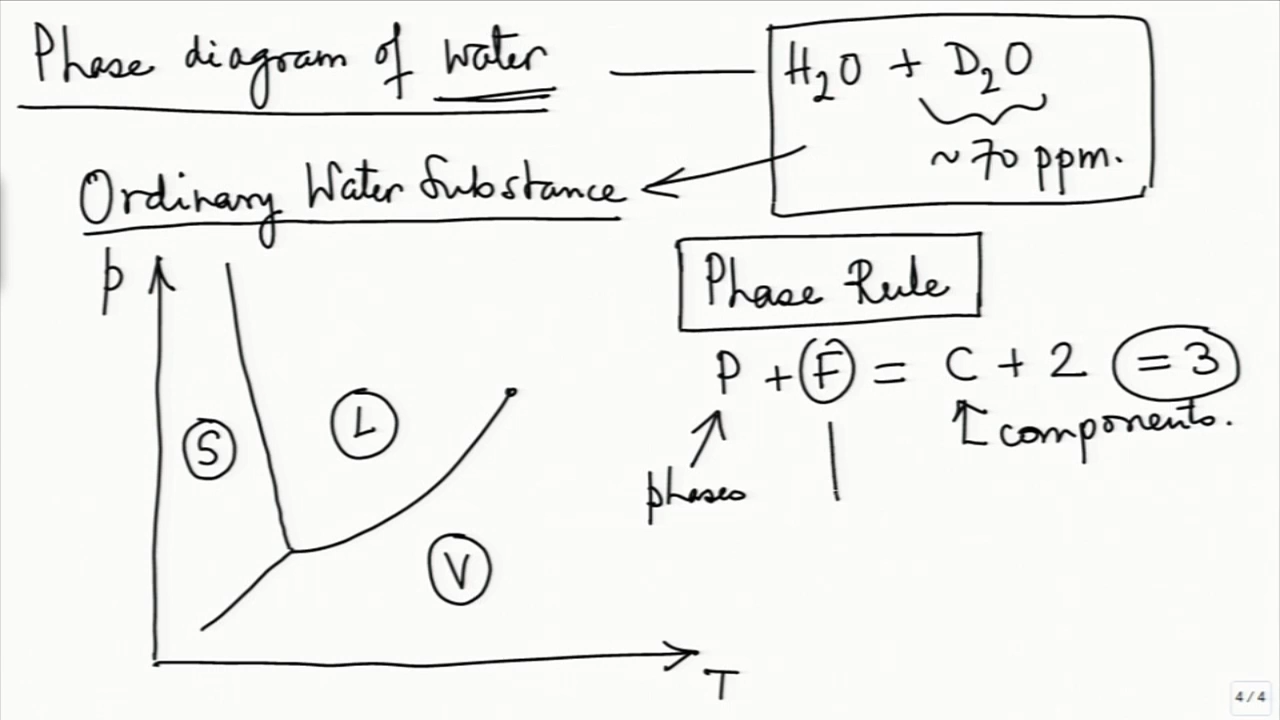 Phase diagram of water
H₂O + D₂O
~70 ppm.
Ordinary Water Substance
Phase Rule
P + F = C + 2 = 3
phases
components.
p
S
L
V
T
4/4